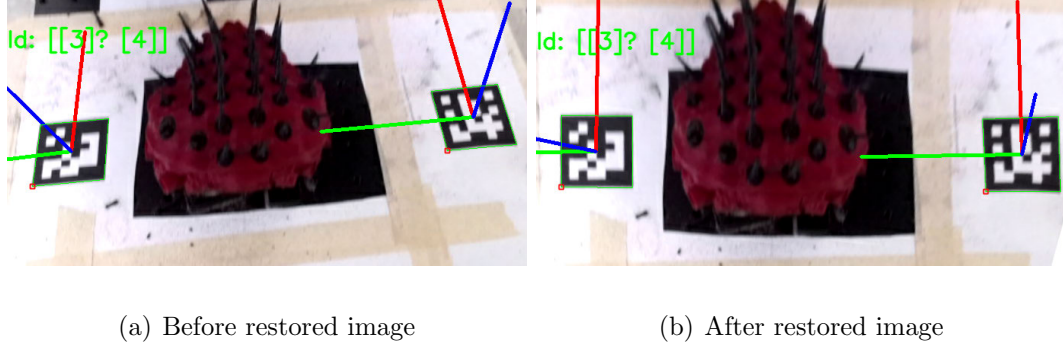 Id: [[3]? [4]]
Id: [[3]? [4]]
(a) Before restored image
(b) After restored image